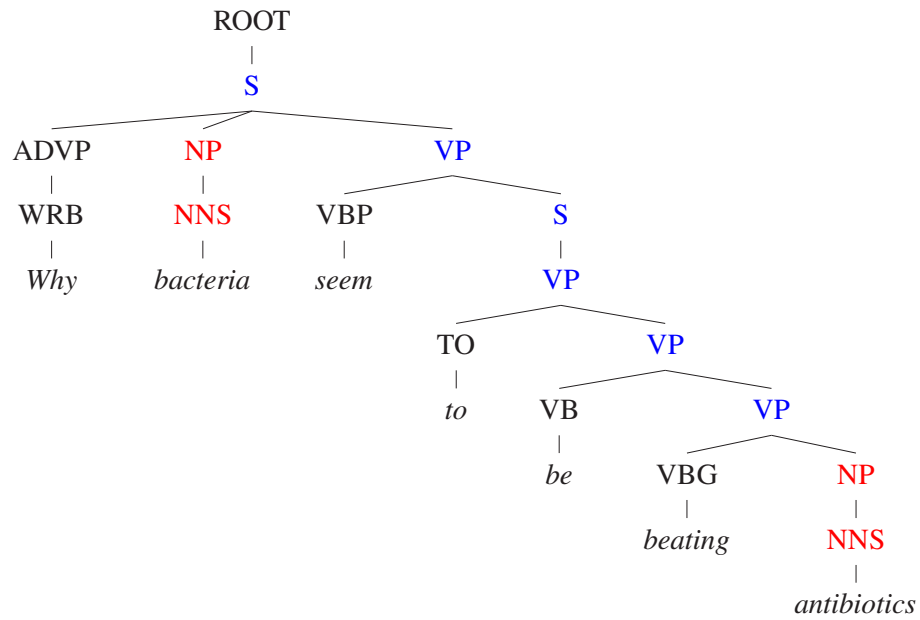 ROOT
S
ADVP NP VP
WRB NNS VBP S
Why bacteria seem VP
TO VP
to VB VP
be VBG NP
beating NNS
antibiotics